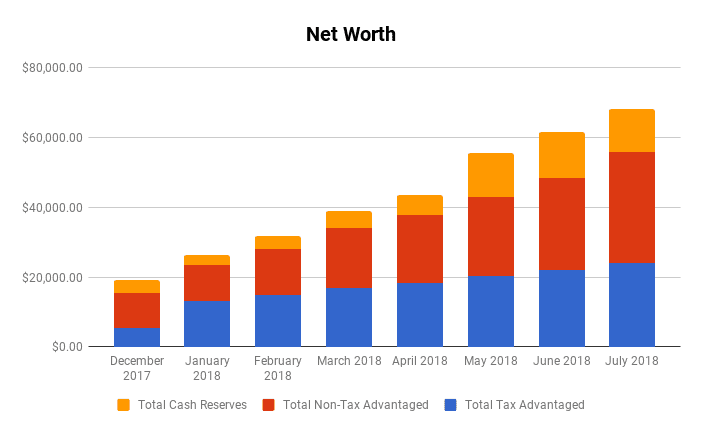 Net Worth
$80,000.00
$60,000.00
$40,000.00
$20,000.00
$0.00
December 2017
January 2018
February 2018
March 2018
April 2018
May 2018
June 2018
July 2018
Total Cash Reserves
Total Non-Tax Advantaged
Total Tax Advantaged